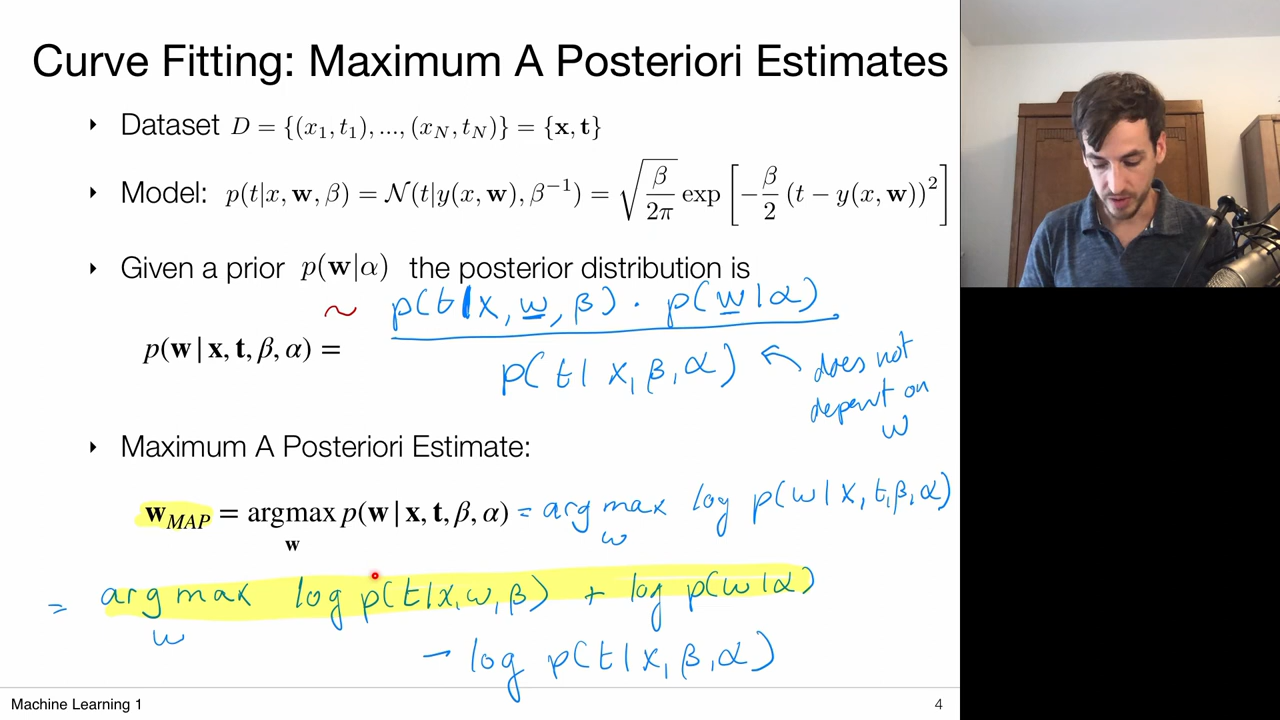 Curve Fitting: Maximum A Posteriori Estimates
‣ Dataset D = {(x₁, t₁), ..., (x_N, t_N)} = {𝐱, 𝐭}
‣ Model: p(t|x, 𝐰, β) = 𝒩(t|y(x, 𝐰), β⁻¹) = √(β/2π) exp [−β/2 (t − y(x, 𝐰))²]
‣ Given a prior p(𝐰|α) the posterior distribution is
~ p(t|x, w, β) · p(w|α)
p(𝐰 | 𝐱, 𝐭, β, α) =
p(t| x, β, α) does not
depent on
w
‣ Maximum A Posteriori Estimate:
𝐰_MAP = argmax p(𝐰 | 𝐱, 𝐭, β, α) = arg max log p(w|x, t, β, α)
𝐰 w
= arg max log p(t|x, w, β) + log p(w|α)
w
− log p(t|x, β, α)
Machine Learning 1 4